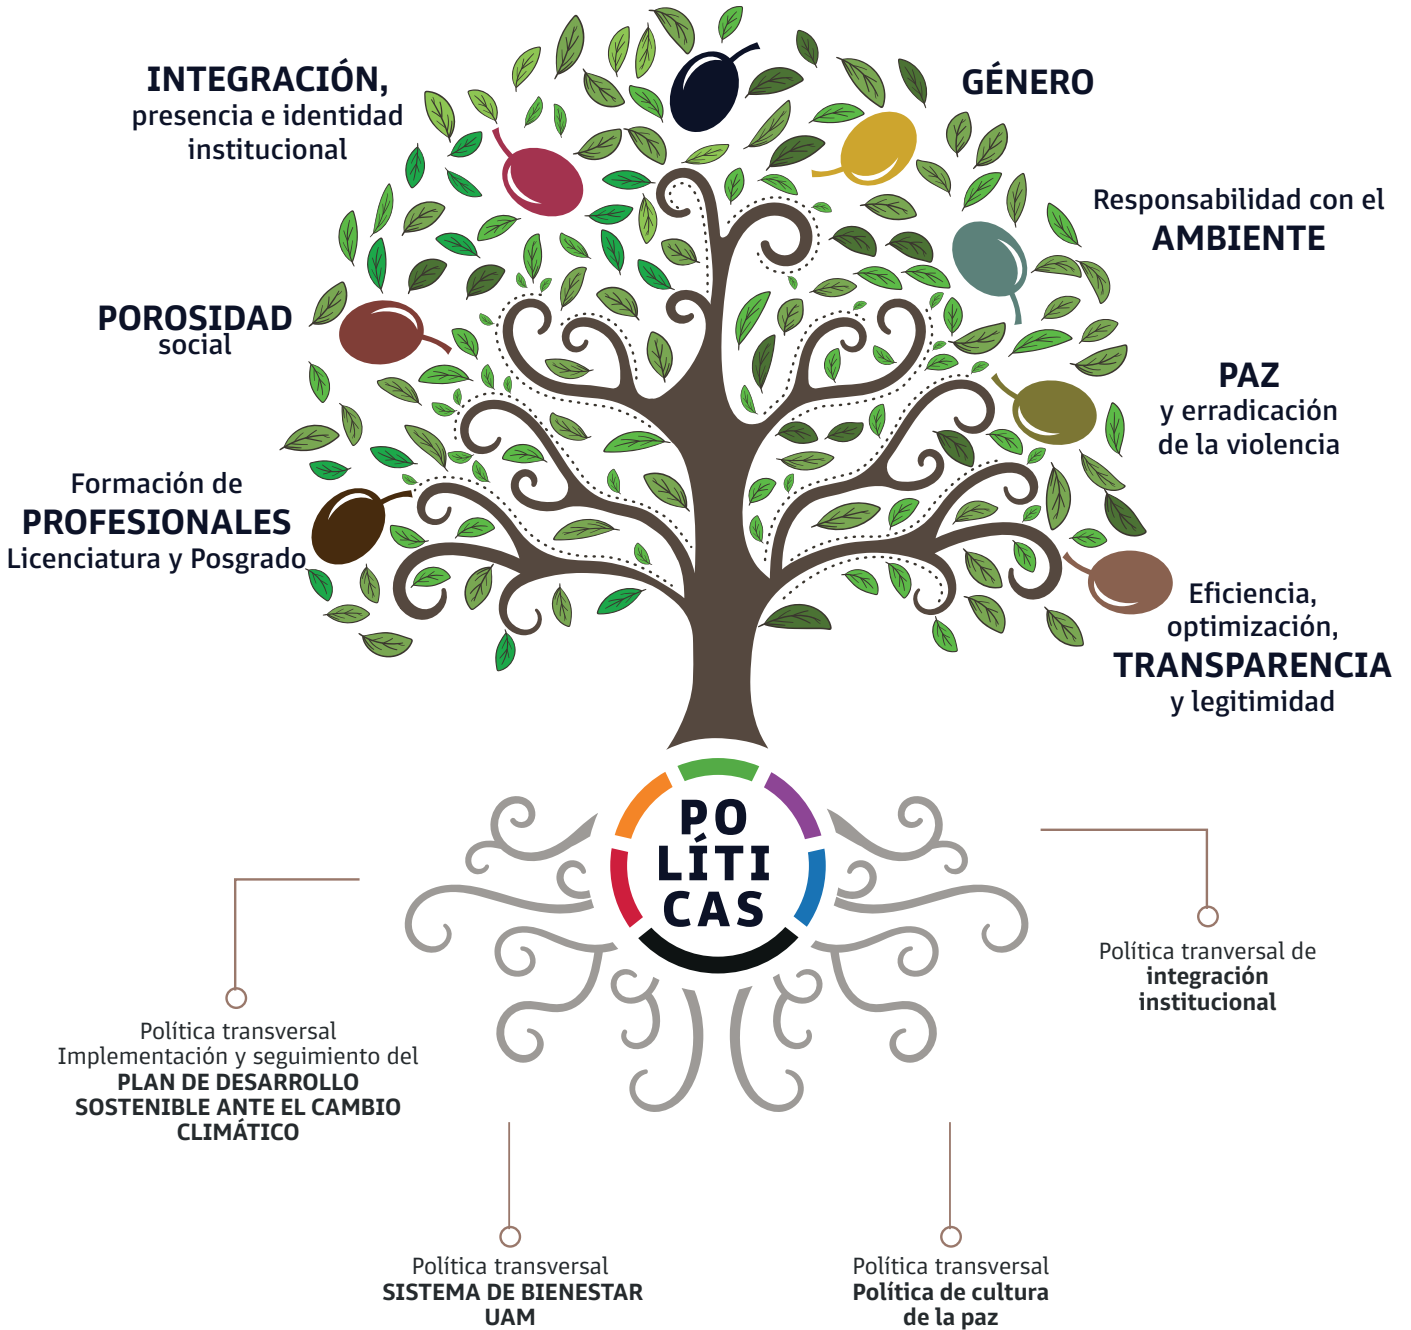 INTEGRACIÓN,
presencia e identidad
institucional
GÉNERO
Responsabilidad con el
AMBIENTE
POROSIDAD
social
PAZ
y erradicación
de la violencia
Formación de
PROFESIONALES
Licenciatura y Posgrado
Eficiencia,
optimización,
TRANSPARENCIA
y legitimidad
PO
LÍTI
CAS
Política tranversal de
integración
institucional
Política transversal
Implementación y seguimiento del
PLAN DE DESARROLLO
SOSTENIBLE ANTE EL CAMBIO
CLIMÁTICO
Política transversal
SISTEMA DE BIENESTAR
UAM
Política transversal
Política de cultura
de la paz